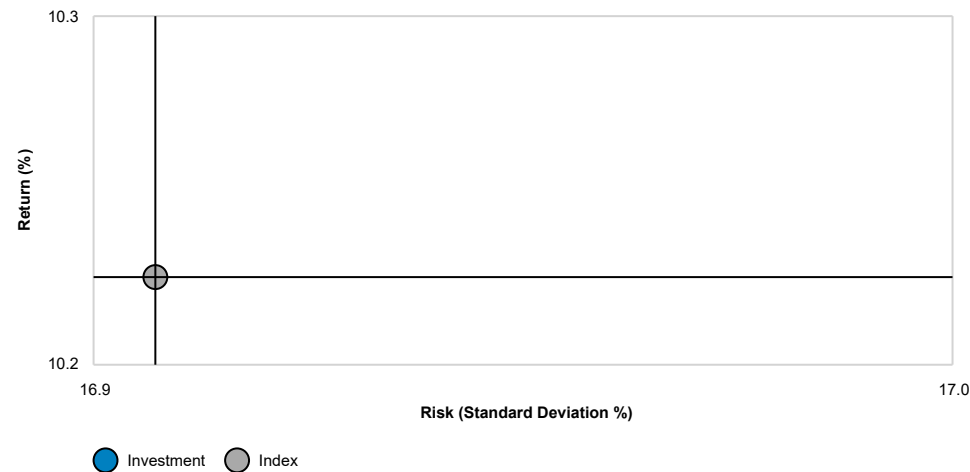 10.3
Return (%)
10.2
16.9
17.0
Risk (Standard Deviation %)
Investment
Index